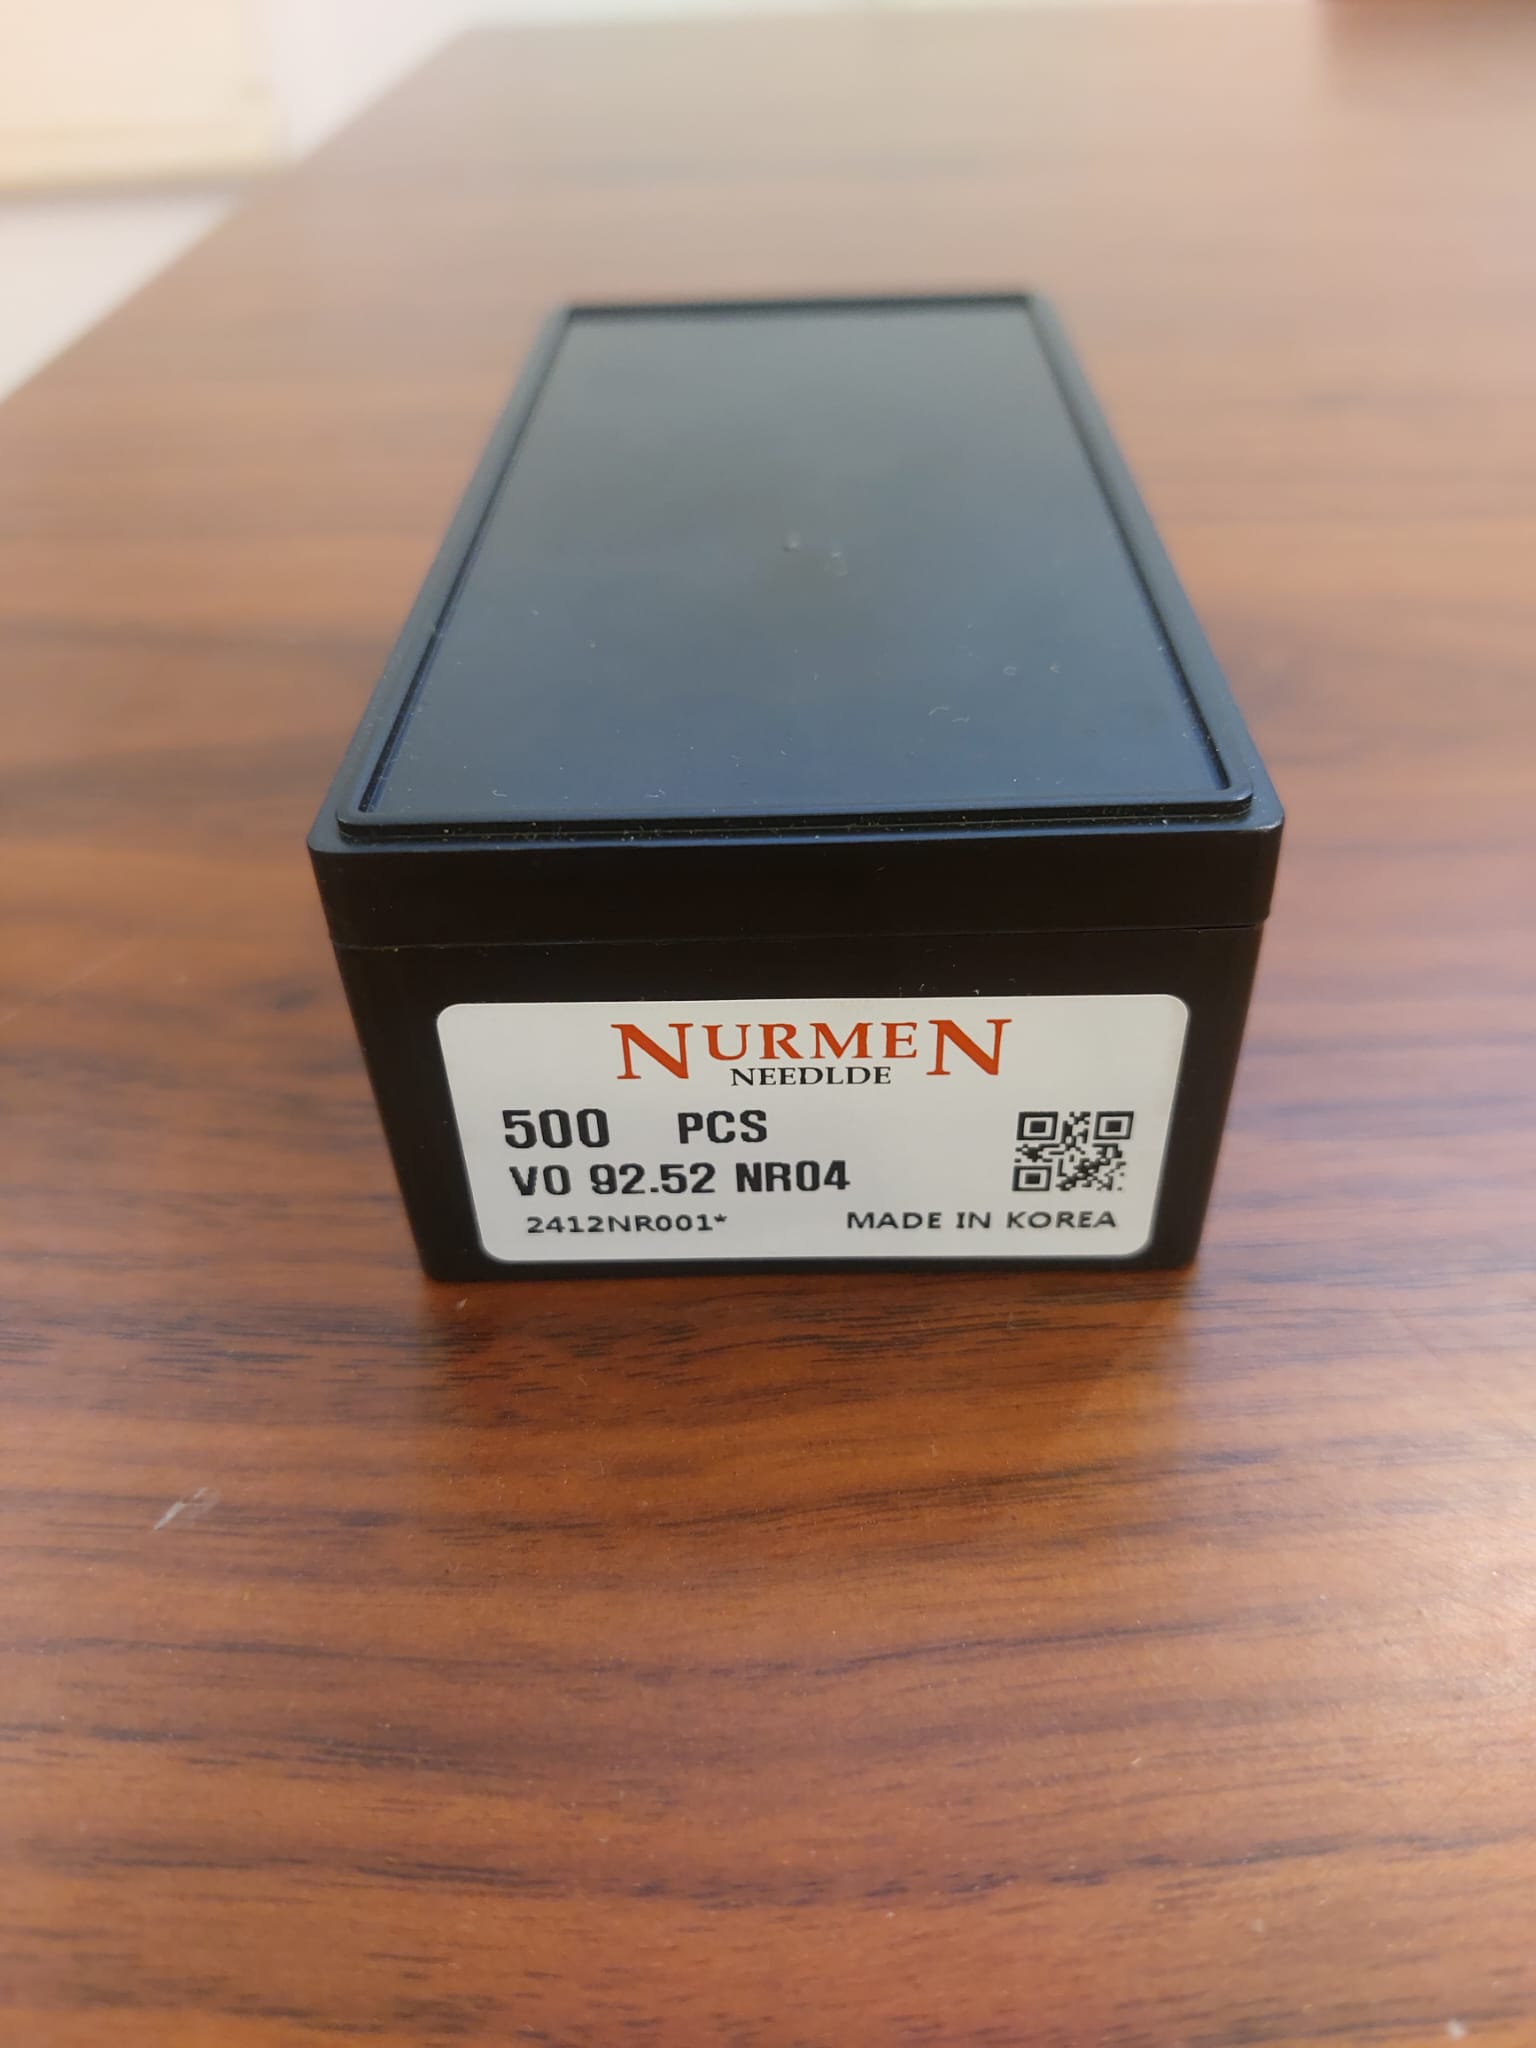 NURMEN
NEEDLDE
500 PCS
VO 92.52 NR04
2412NR001*
MADE IN KOREA